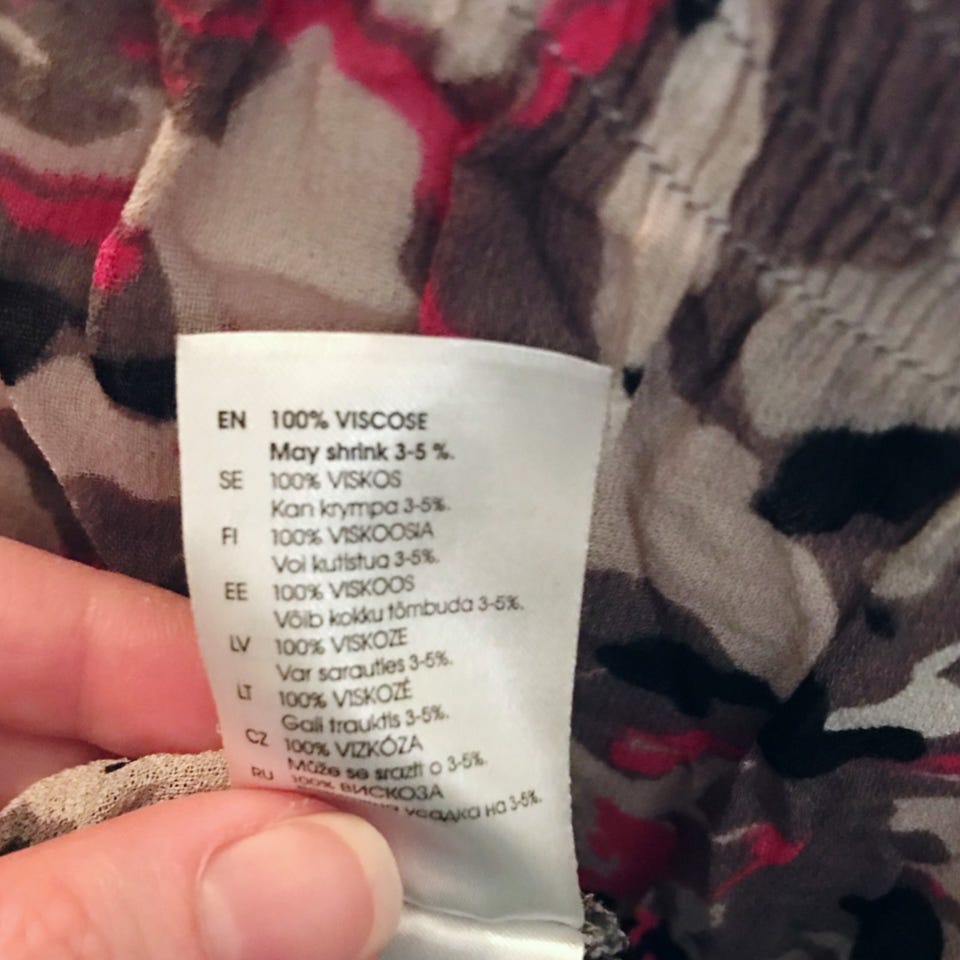 EN 100% VISCOSE
May shrink 3-5 %.
SE 100% VISKOS
Kan krympa 3-5%.
FI 100% VISKOOSIA
Voi kutistua 3-5%.
EE 100% VISKOOS
Võib kokku tõmbuda 3-5%.
LV 100% VISKOZE
Var sarauties 3-5%.
LT 100% VISKOZĖ
Gali trauktis 3-5%.
CZ 100% VIZKÓZA
Může se srazit o 3-5%.
RU 100% ВИСКОЗА
усадка на 3-5%.